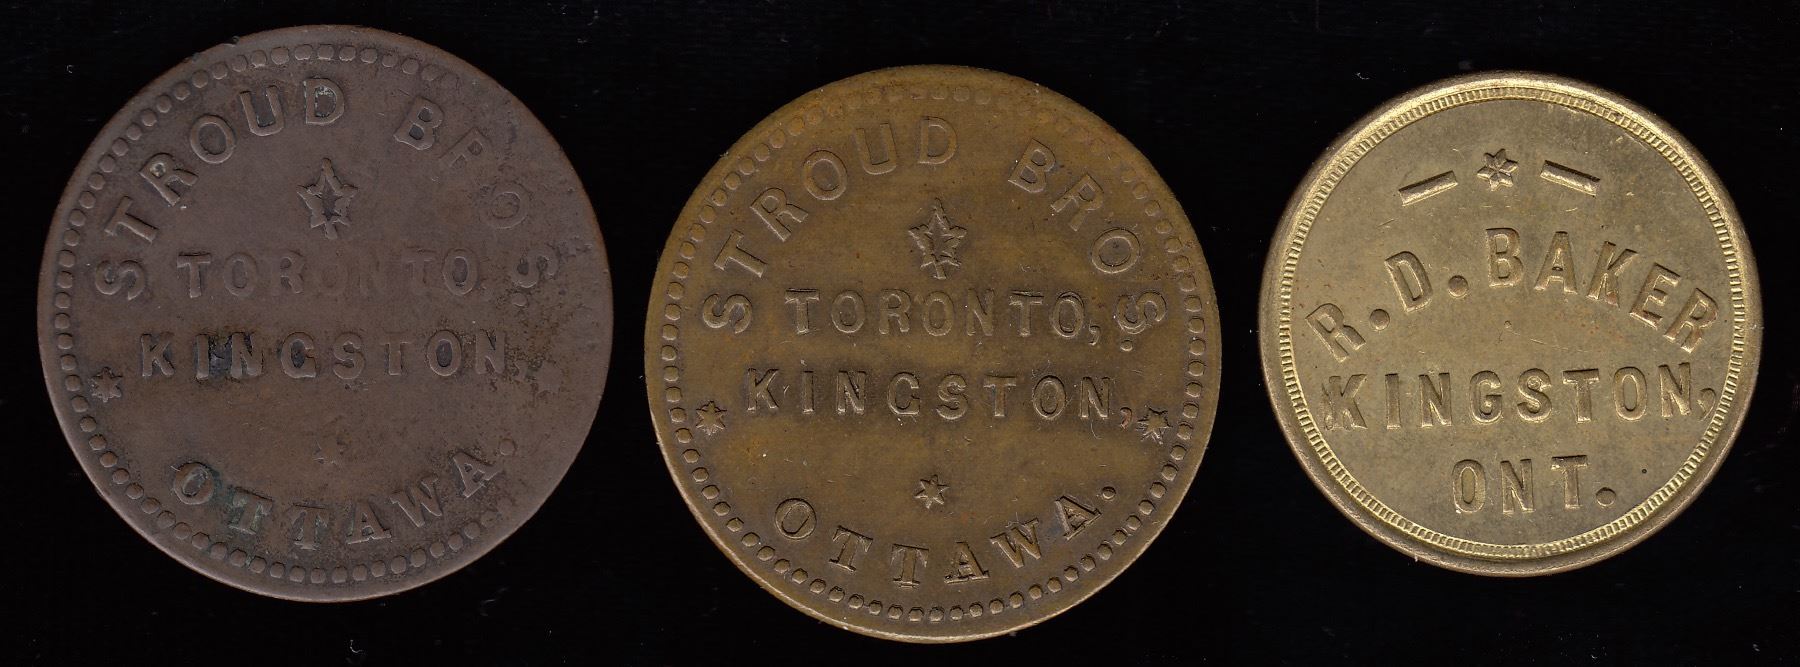 STROUD BROS.
TORONTO,
KINGSTON,
OTTAWA.
STROUD BROS.
TORONTO,
KINGSTON,
OTTAWA.
R.D. BAKER
KINGSTON,
ONT.